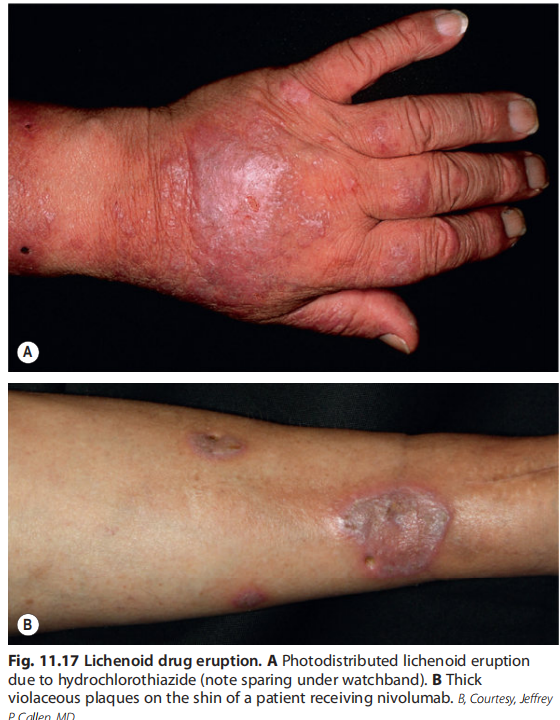 A
B
Fig. 11.17 Lichenoid drug eruption. A Photodistributed lichenoid eruption
due to hydrochlorothiazide (note sparing under watchband). B Thick
violaceous plaques on the shin of a patient receiving nivolumab. B, Courtesy, Jeffrey
P Callen, MD.